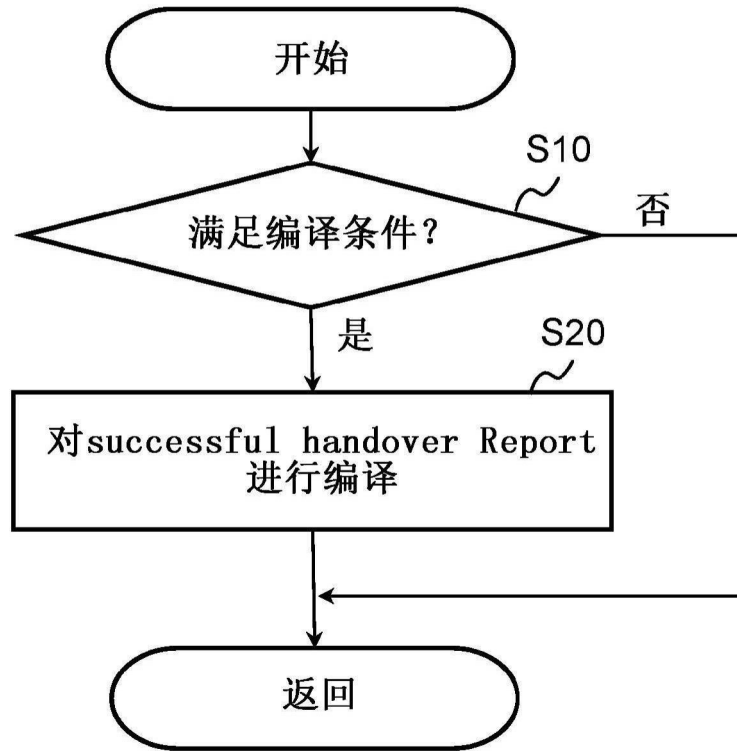 开始
S10
满足编译条件？
否
是
S20
对successful handover Report
进行编译
返回